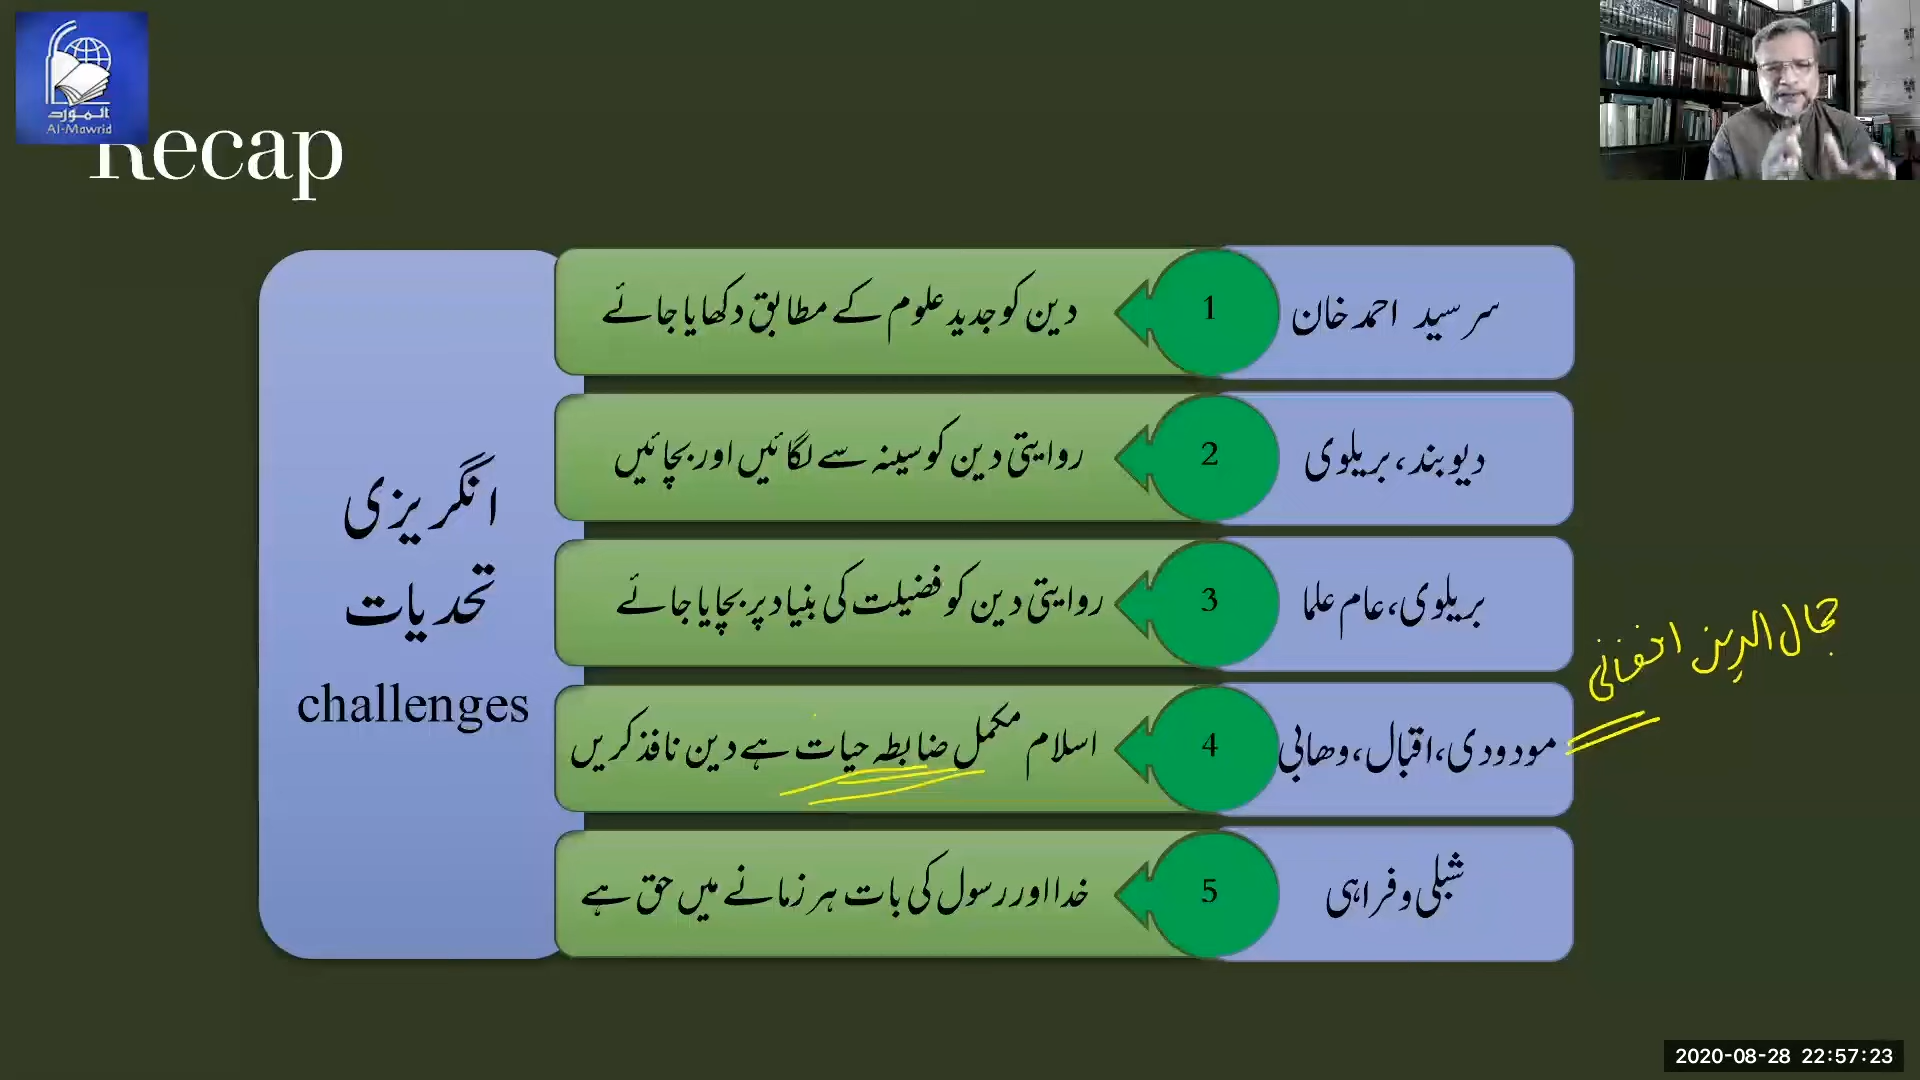 المورد
Al-Mawrid
Recap
سر سید احمد خان
1
دین کو جدید علوم کے مطابق دکھایا جائے
دیوبند، بریلوی
2
روایتی دین کو سینہ سے لگائیں اور بچائیں
بریلوی، عام علما
3
روایتی دین کو فضیلت کی بنیاد پر بچایا جائے
جمال الدین افغانی
مودودی، اقبال، وھابی
4
اسلام مکمل ضابطہ حیات ہے دین نافذ کریں
شبلی و فراہی
5
خدا اور رسول کی بات ہر زمانے میں حق ہے
انگریزی
تحدیات
challenges
2020-08-28 22:57:23